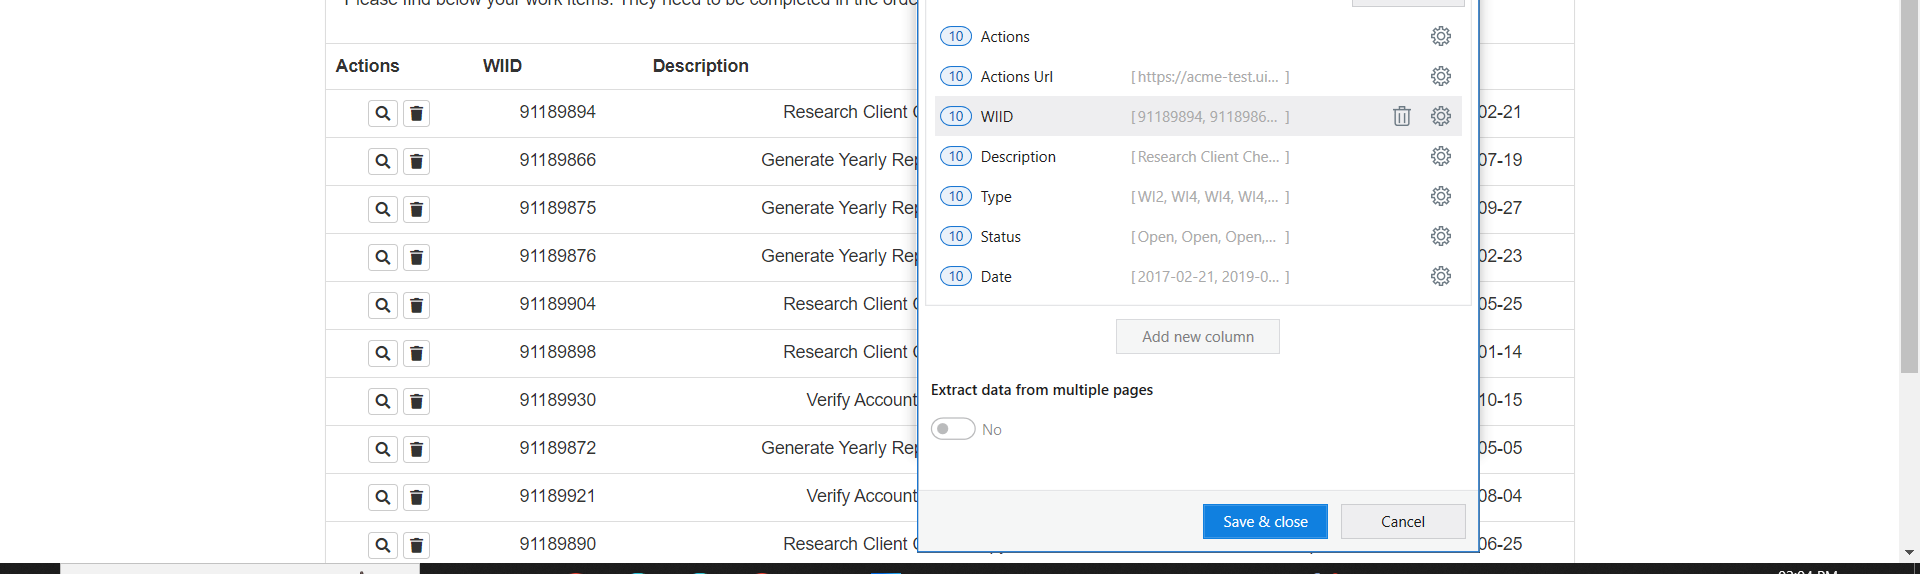 Please find below your work items. They need to be completed in the orde
Actions WIID Description
91189894 Research Client C 02-21
91189866 Generate Yearly Rep 07-19
91189875 Generate Yearly Rep 09-27
91189876 Generate Yearly Rep 02-23
91189904 Research Client C 05-25
91189898 Research Client C 01-14
91189930 Verify Account 10-15
91189872 Generate Yearly Rep 05-05
91189921 Verify Account 08-04
91189890 Research Client C 06-25
10 Actions
10 Actions Url [ https://acme-test.ui... ]
10 WIID [ 91189894, 9118986... ]
10 Description [ Research Client Che... ]
10 Type [ WI2, WI4, WI4, WI4,... ]
10 Status [ Open, Open, Open,... ]
10 Date [ 2017-02-21, 2019-0... ]
Add new column
Extract data from multiple pages
No
Save & close Cancel